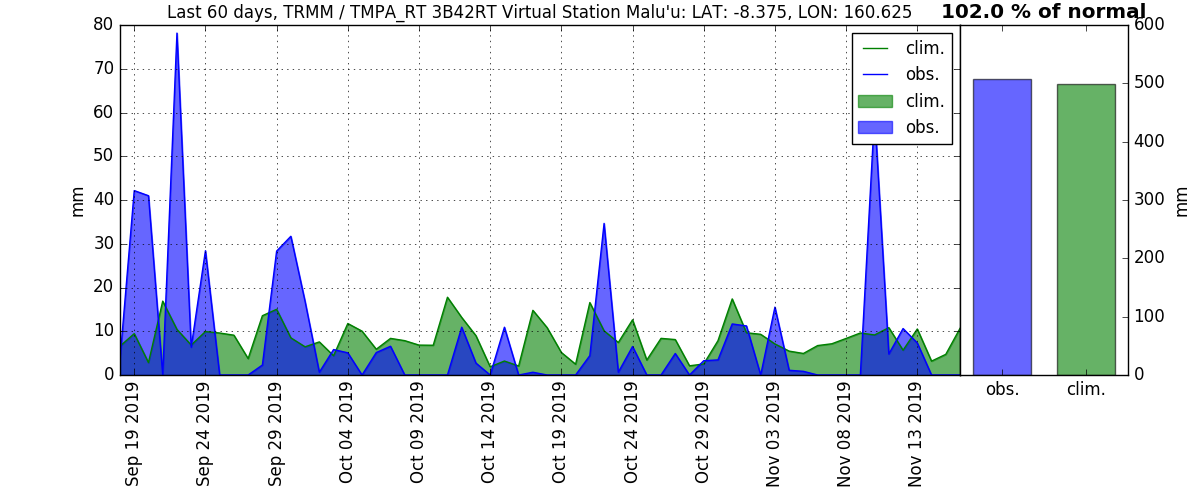 Last 60 days, TRMM / TMPA_RT 3B42RT Virtual Station Malu'u: LAT: -8.375, LON: 160.625
102.0 % of normal
80
70
60
50
40
30
20
10
0
mm
clim.
obs.
clim.
obs.
600
500
400
300
200
100
0
mm
obs.
clim.
Sep 19 2019
Sep 24 2019
Sep 29 2019
Oct 04 2019
Oct 09 2019
Oct 14 2019
Oct 19 2019
Oct 24 2019
Oct 29 2019
Nov 03 2019
Nov 08 2019
Nov 13 2019